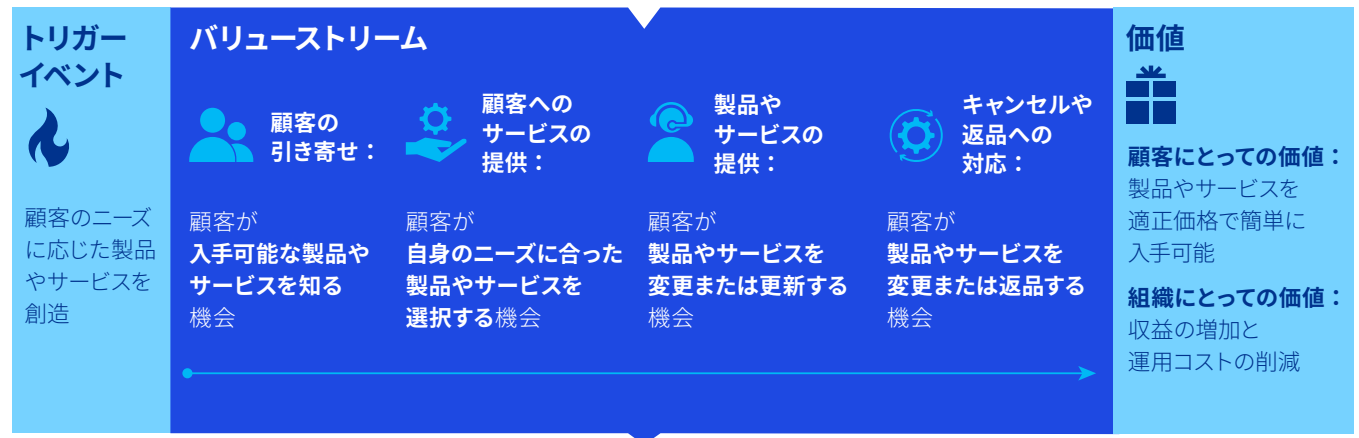 トリガー
イベント
顧客のニーズ
に応じた製品
やサービスを
創造
バリューストリーム
顧客の
引き寄せ：
顧客が
入手可能な製品や
サービスを知る
機会
顧客への
サービスの
提供：
顧客が
自身のニーズに合った
製品やサービスを
選択する機会
製品や
サービスの
提供：
顧客が
製品やサービスを
変更または更新する
機会
キャンセルや
返品への
対応：
顧客が
製品やサービスを
変更または返品する
機会
価値
顧客にとっての価値：
製品やサービスを
適正価格で簡単に
入手可能
組織にとっての価値：
収益の増加と
運用コストの削減